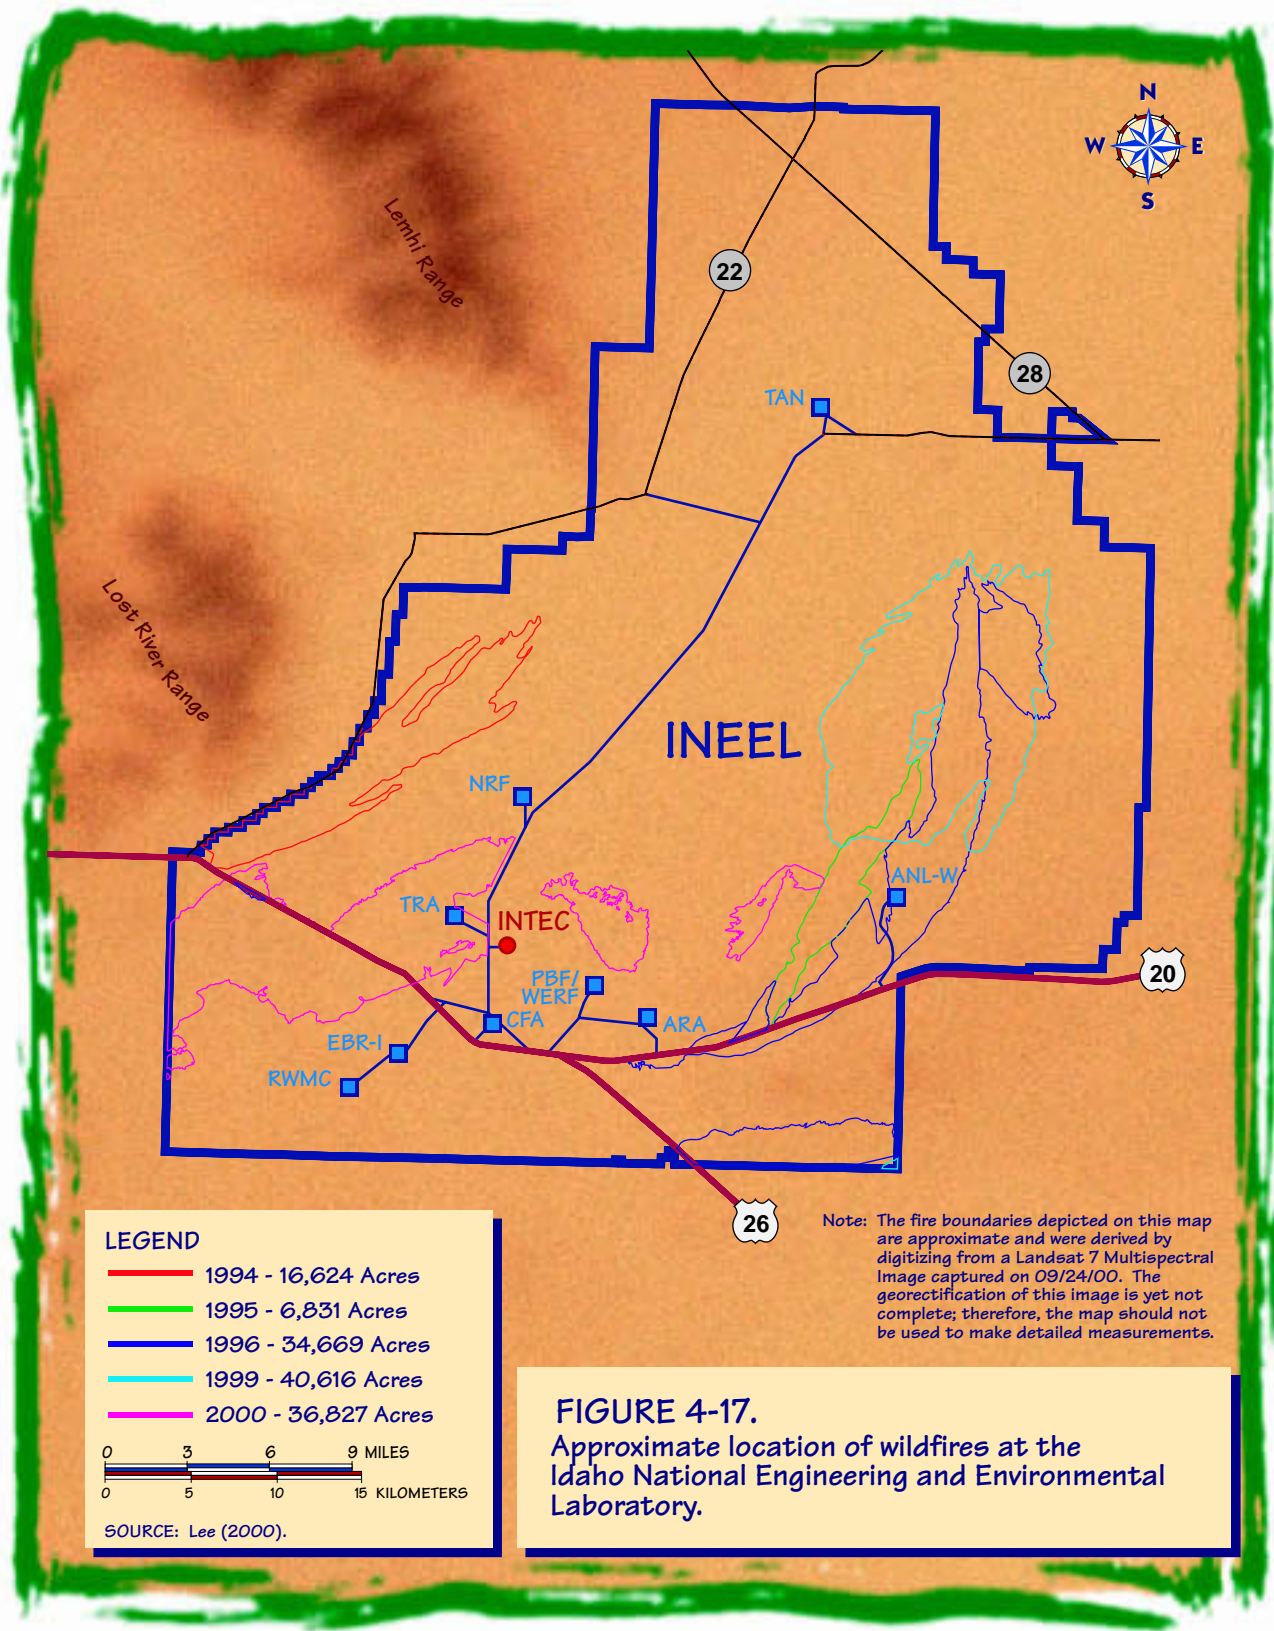 N
W E
S
Lemhi Range
22
28
TAN
Lost River Range
INEEL
NRF
ANL-W
TRA
INTEC
PBF/
WERF
20
CFA
ARA
EBR-I
RWMC
26
Note: The fire boundaries depicted on this map
are approximate and were derived by
digitizing from a Landsat 7 Multispectral
Image captured on 09/24/00. The
georectification of this image is yet not
complete; therefore, the map should not
be used to make detailed measurements.
LEGEND
1994 - 16,624 Acres
1995 - 6,831 Acres
1996 - 34,669 Acres
1999 - 40,616 Acres
2000 - 36,827 Acres
0 3 6 9 MILES
0 5 10 15 KILOMETERS
SOURCE: Lee (2000).
FIGURE 4-17.
Approximate location of wildfires at the
Idaho National Engineering and Environmental
Laboratory.